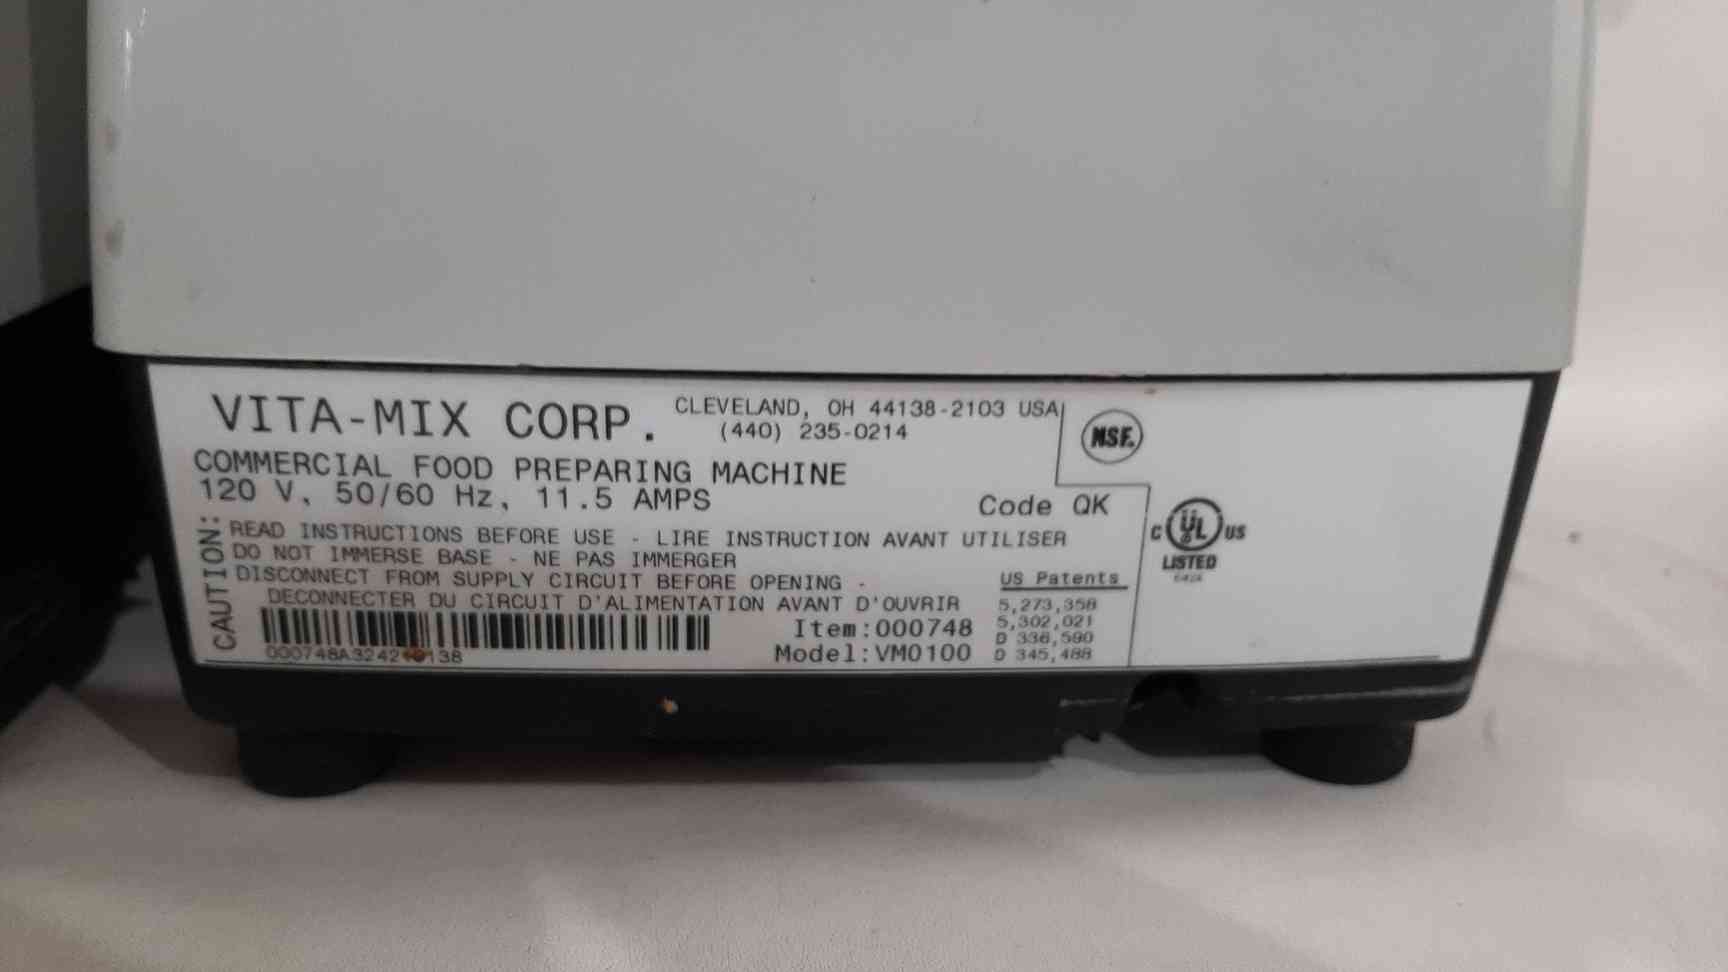 VITA-MIX CORP.
CLEVELAND, OH 44138-2103 USA
(440) 235-0214
NSF.
COMMERCIAL FOOD PREPARING MACHINE
120 V, 50/60 Hz, 11.5 AMPS
Code QK
CAUTION:
READ INSTRUCTIONS BEFORE USE - LIRE INSTRUCTION AVANT UTILISER
DO NOT IMMERSE BASE - NE PAS IMMERGER
DISCONNECT FROM SUPPLY CIRCUIT BEFORE OPENING -
DECONNECTER DU CIRCUIT D'ALIMENTATION AVANT D'OUVRIR
C UL US
LISTED
US Patents
5,273,358
5,302,021
D 336,590
D 345,488
Item:000748
Model:VM0100